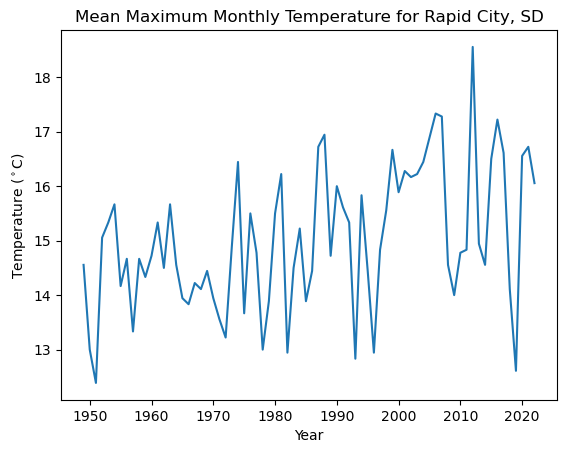 Mean Maximum Monthly Temperature for Rapid City, SD
Temperature (°C)
18
17
16
15
14
13
1950 1960 1970 1980 1990 2000 2010 2020
Year